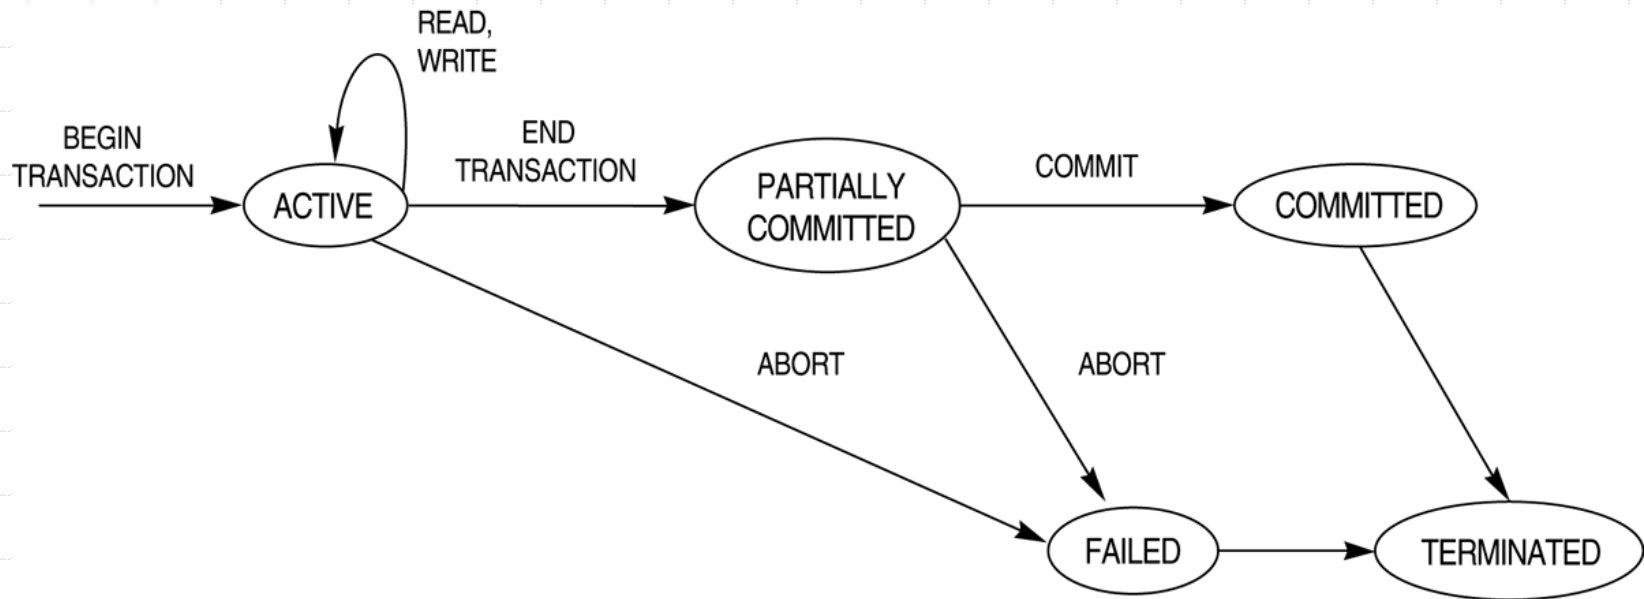 READ,
WRITE
BEGIN
TRANSACTION
END
TRANSACTION
COMMIT
ACTIVE
PARTIALLY
COMMITTED
COMMITTED
ABORT
ABORT
FAILED
TERMINATED